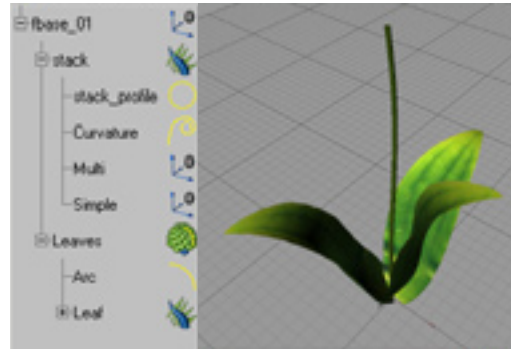 fbase_01
stack
stack_profile
Curvature
Multi
Simple
Leaves
Arc
Leaf